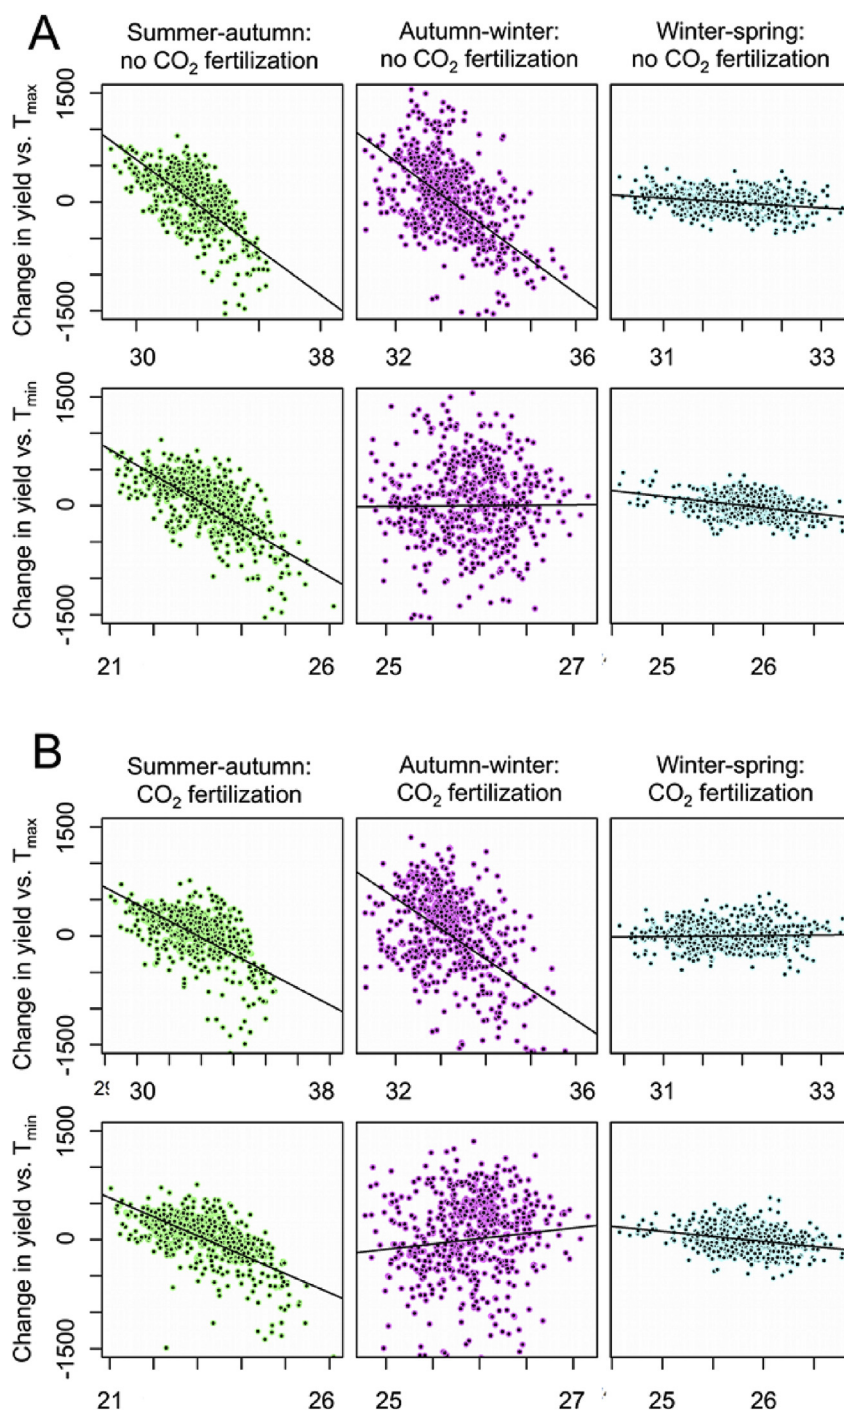 A
Summer-autumn:
no CO₂ fertilization
Autumn-winter:
no CO₂ fertilization
Winter-spring:
no CO₂ fertilization
Change in yield vs. Tmax
1500
0
-1500
30
38
32
36
31
33
Change in yield vs. Tmin
1500
0
-1500
21
26
25
27
25
26
B
Summer-autumn:
CO₂ fertilization
Autumn-winter:
CO₂ fertilization
Winter-spring:
CO₂ fertilization
Change in yield vs. Tmax
1500
0
-1500
30
38
32
36
31
33
Change in yield vs. Tmin
1500
0
-1500
21
26
25
27
25
26